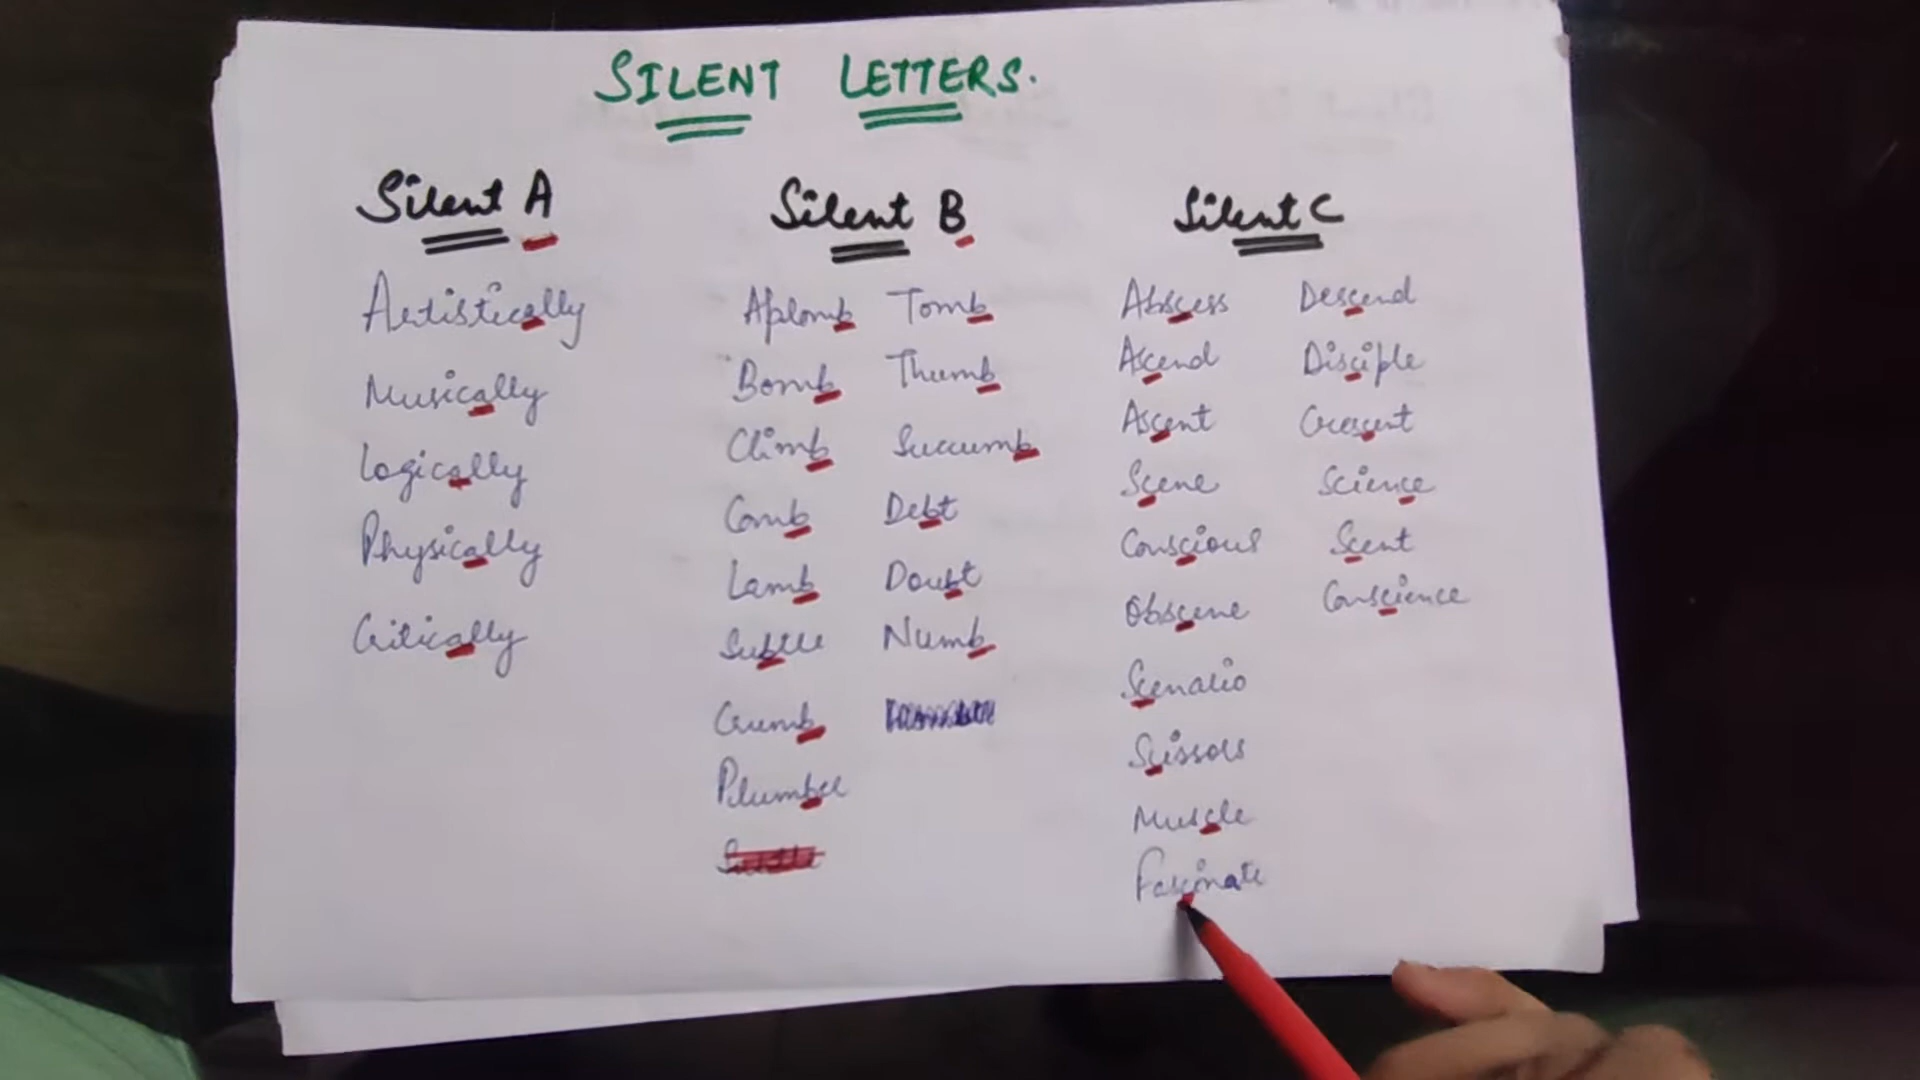 SILENT LETTERS.
Silent A
Artistically
Musically
Logically
Physically
Critically
Silent B
Aplomb Tomb
Bomb Thumb
Climb Succumb
Comb Debt
Lamb Doubt
Subtle Numb
Crumb
Plumber
Silent C
Abscess Descend
Ascend Disciple
Ascent Crescent
Scene Science
Conscious Scent
Obscene Conscience
Scenario
Scissors
Muscle
Fascinate